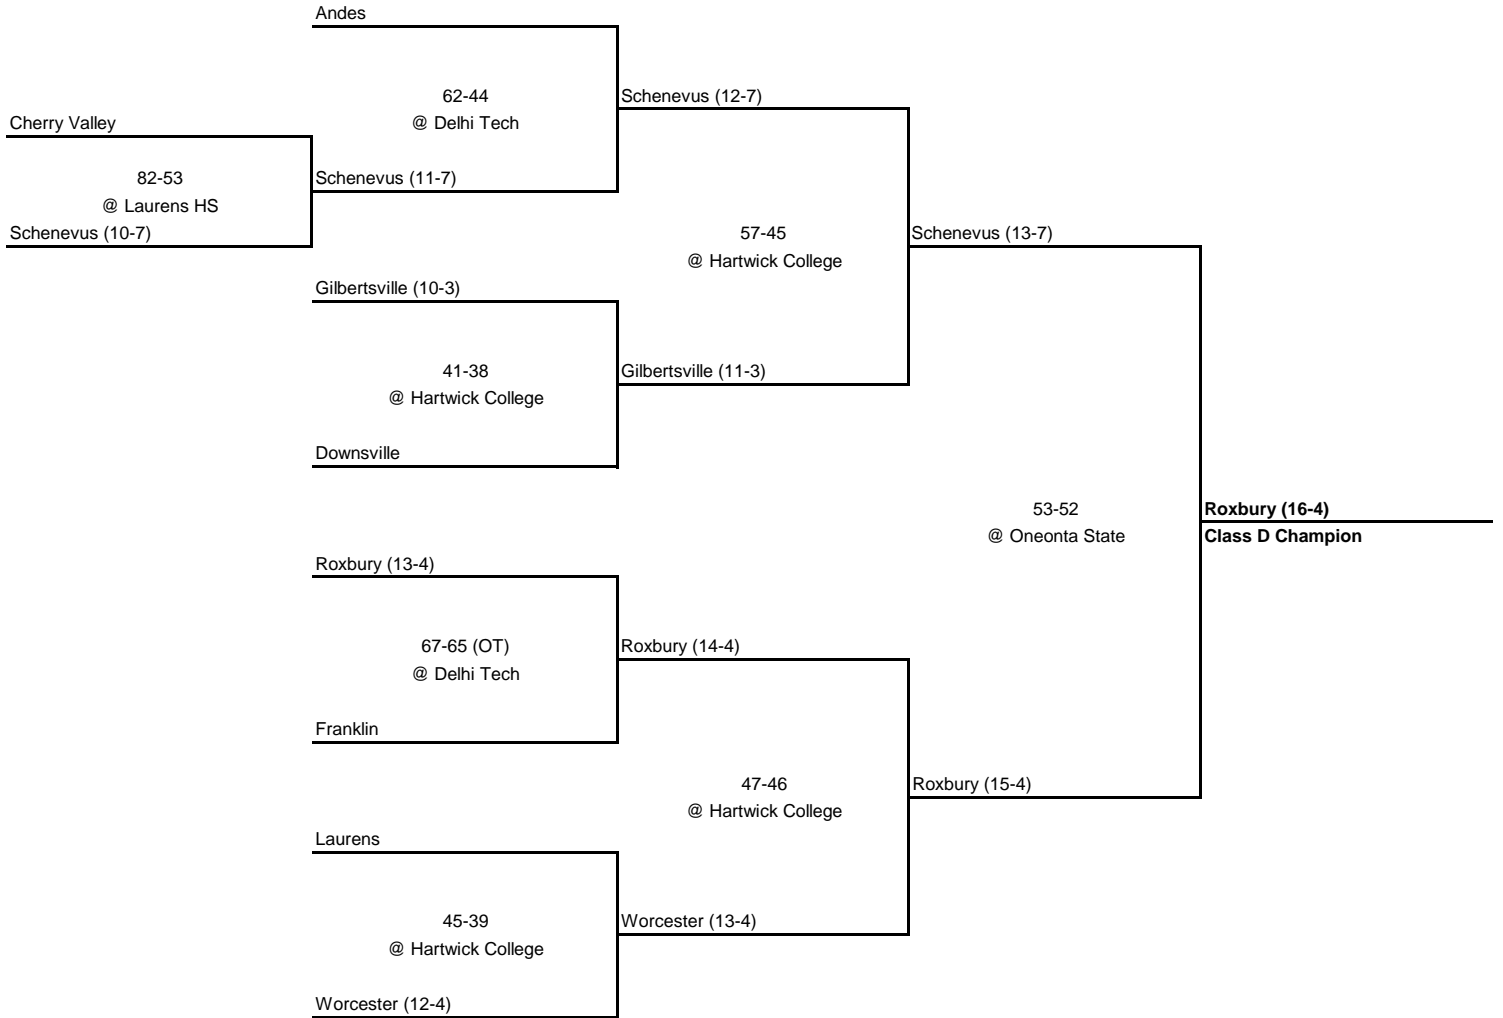 Andes
62-44
@ Delhi Tech
Schenevus (12-7)
Cherry Valley
82-53
@ Laurens HS
Schenevus (11-7)
Schenevus (10-7)
57-45
@ Hartwick College
Schenevus (13-7)
Gilbertsville (10-3)
41-38
@ Hartwick College
Gilbertsville (11-3)
Downsville
53-52
@ Oneonta State
Roxbury (16-4)
Class D Champion
Roxbury (13-4)
67-65 (OT)
@ Delhi Tech
Roxbury (14-4)
Franklin
47-46
@ Hartwick College
Roxbury (15-4)
Laurens
45-39
@ Hartwick College
Worcester (13-4)
Worcester (12-4)